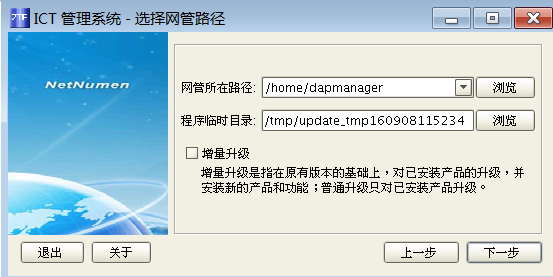 ZTE ICT 管理系统 - 选择网管路径
NetNumen
网管所在路径: /home/dapmanager 浏览
程序临时目录: /tmp/update_tmp160908115234 浏览
增量升级
增量升级是指在原有版本的基础上，对已安装产品的升级，并
安装新的产品和功能；普通升级只对已安装产品升级。
退出 关于 上一步 下一步